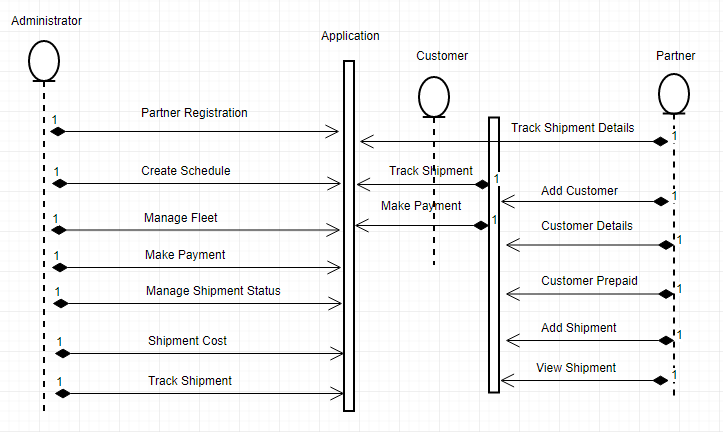 Administrator
Application
Customer
Partner
1 Partner Registration
Track Shipment Details 1
1 Create Schedule
Track Shipment 1
Add Customer 1
1 Manage Fleet
Make Payment 1
Customer Details 1
1 Make Payment
1 Manage Shipment Status
Customer Prepaid 1
1 Shipment Cost
Add Shipment 1
1 Track Shipment
View Shipment 1